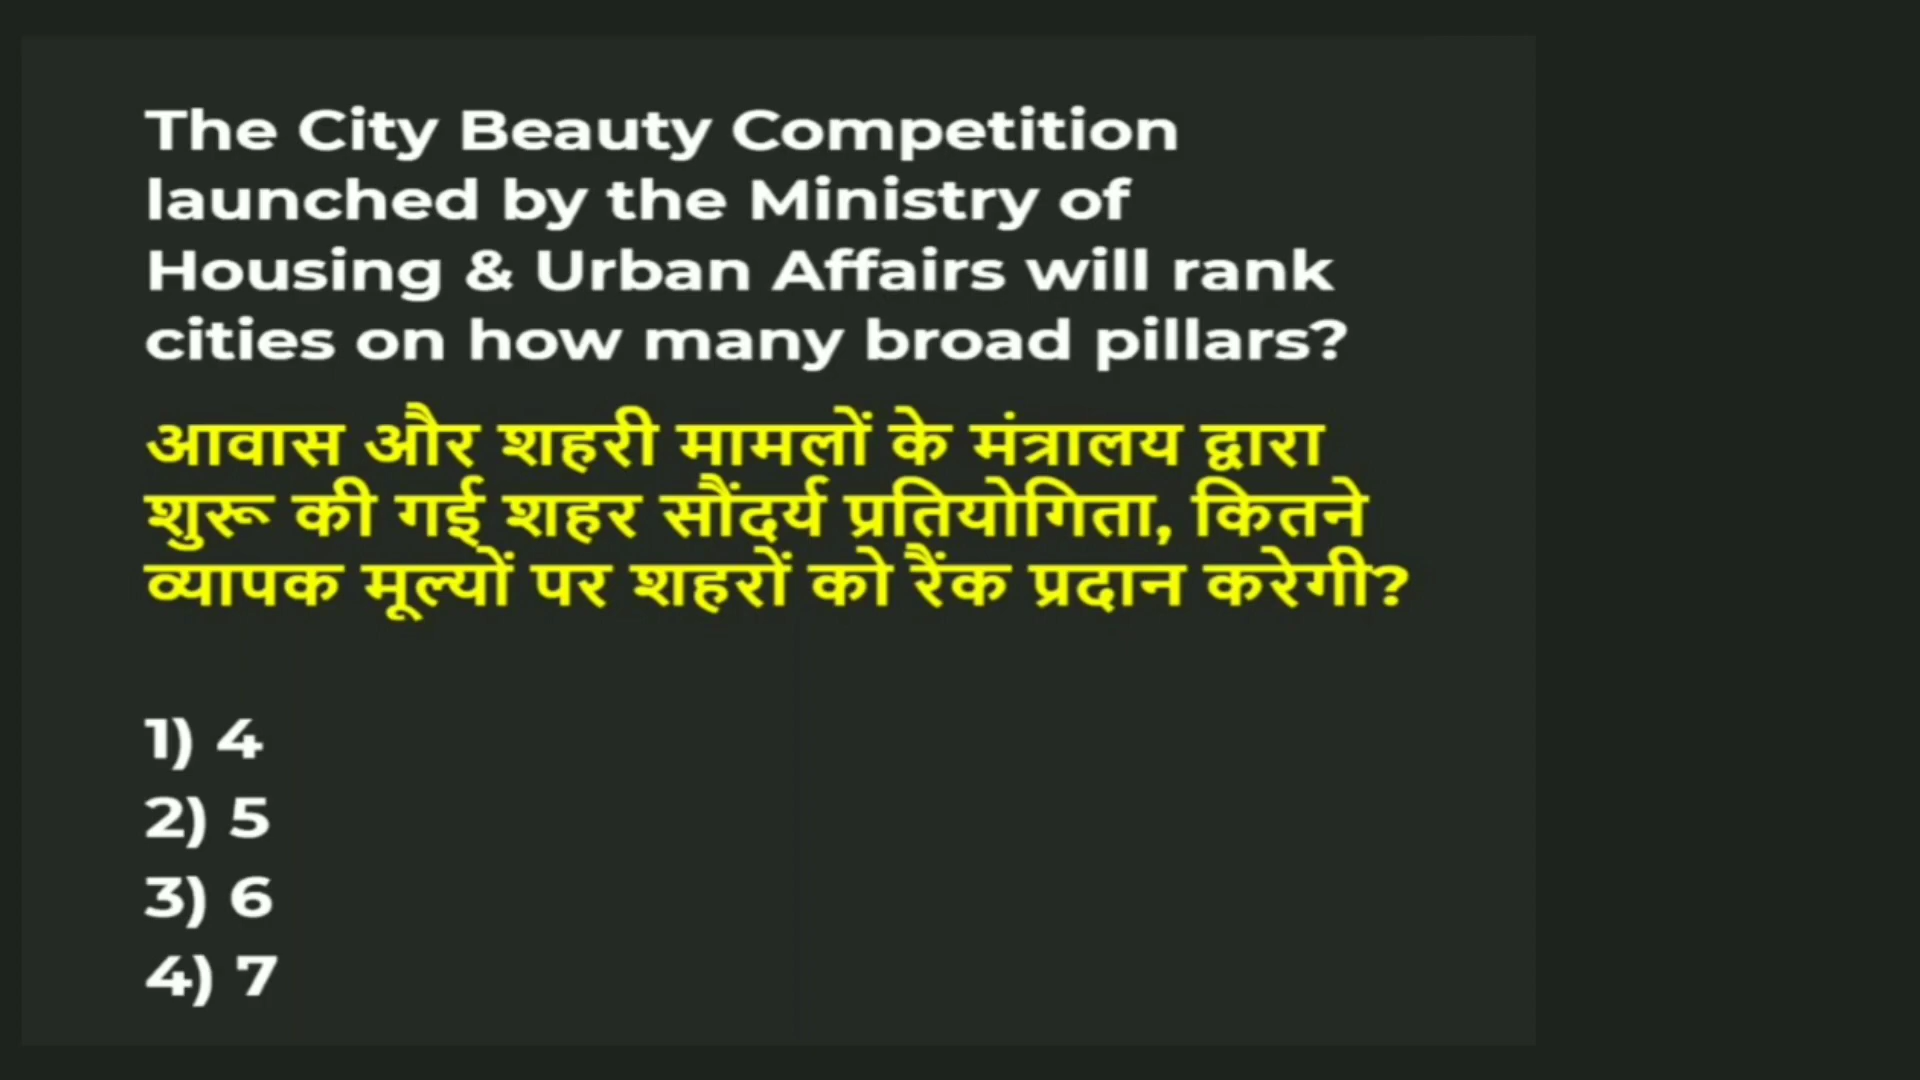 The City Beauty Competition
launched by the Ministry of
Housing & Urban Affairs will rank
cities on how many broad pillars?
आवास और शहरी मामलों के मंत्रालय द्वारा
शुरू की गई शहर सौंदर्य प्रतियोगिता, कितने
व्यापक मूल्यों पर शहरों को रैंक प्रदान करेगी?
1) 4
2) 5
3) 6
4) 7